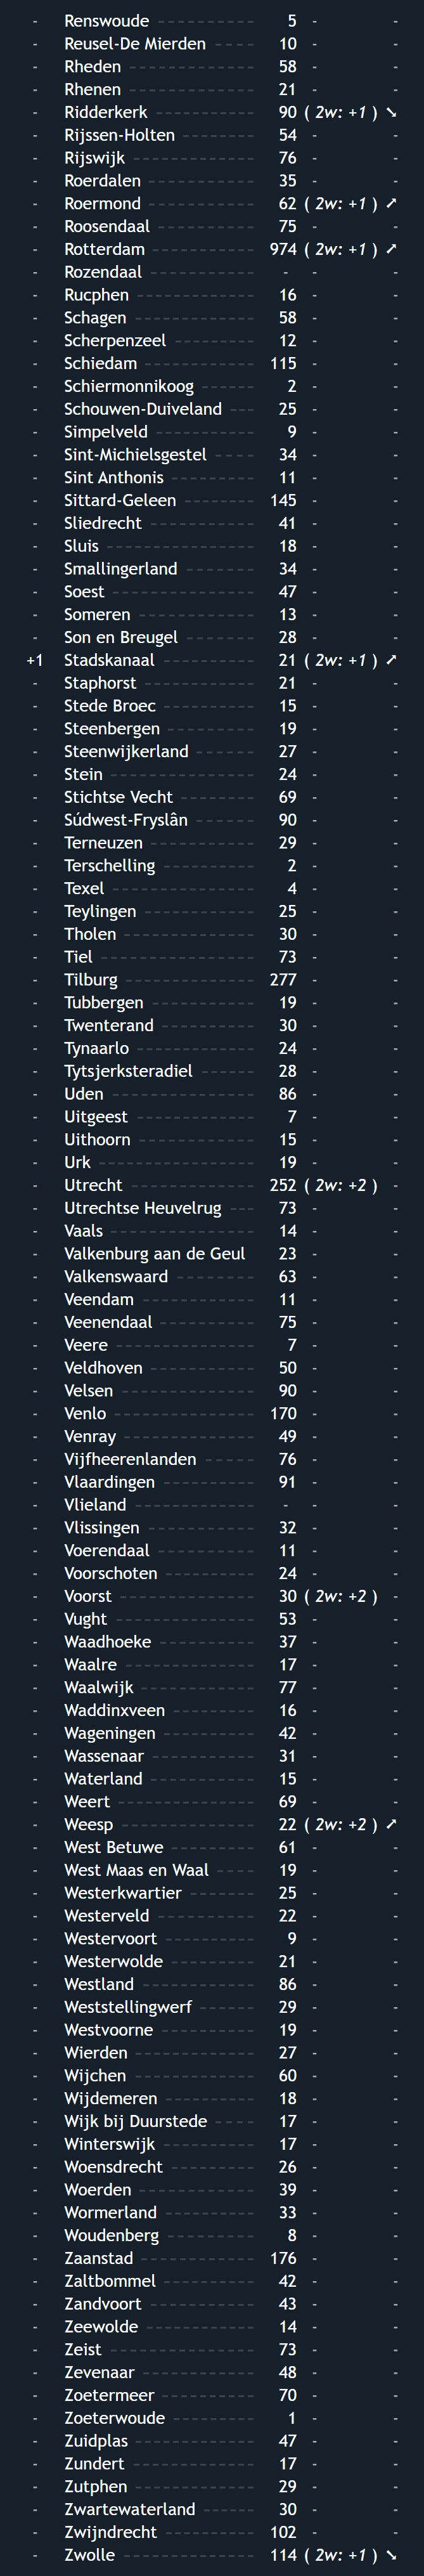 - Renswoude ---------- 5 - -
- Reusel-De Mierden ---- 10 - -
- Rheden ------------- 58 - -
- Rhenen ------------- 21 - -
- Ridderkerk ---------- 90 ( 2w: +1 ) ⭨
- Rijssen-Holten ------- 54 - -
- Rijswijk ------------ 76 - -
- Roerdalen ---------- 35 - -
- Roermond ---------- 62 ( 2w: +1 ) ⭧
- Roosendaal --------- 75 - -
- Rotterdam ---------- 974 ( 2w: +1 ) ⭧
- Rozendaal ---------- - - -
- Rucphen ----------- 16 - -
- Schagen ------------ 58 - -
- Scherpenzeel ------- 12 - -
- Schiedam ---------- 115 - -
- Schiermonnikoog ----- 2 - -
- Schouwen-Duiveland --- 25 - -
- Simpelveld --------- 9 - -
- Sint-Michielsgestel ---- 34 - -
- Sint Anthonis -------- 11 - -
- Sittard-Geleen ------- 145 - -
- Sliedrecht ---------- 41 - -
- Sluis --------------- 18 - -
- Smallingerland ------- 34 - -
- Soest -------------- 47 - -
- Someren ----------- 13 - -
- Son en Breugel ------- 28 - -
+1 Stadskanaal --------- 21 ( 2w: +1 ) ⭧
- Staphorst ----------- 21 - -
- Stede Broec --------- 15 - -
- Steenbergen --------- 19 - -
- Steenwijkerland ------ 27 - -
- Stein -------------- 24 - -
- Stichtse Vecht ------- 69 - -
- Súdwest-Fryslân ------ 90 - -
- Terneuzen ---------- 29 - -
- Terschelling --------- 2 - -
- Texel -------------- 4 - -
- Teylingen ---------- 25 - -
- Tholen ------------- 30 - -
- Tiel --------------- 73 - -
- Tilburg ------------ 277 - -
- Tubbergen ---------- 19 - -
- Twenterand --------- 30 - -
- Tynaarlo ----------- 24 - -
- Tytsjerksteradiel ------ 28 - -
- Uden -------------- 86 - -
- Uitgeest ------------ 7 - -
- Uithoorn ----------- 15 - -
- Urk --------------- 19 - -
- Utrecht ------------ 252 ( 2w: +2 ) -
- Utrechtse Heuvelrug --- 73 - -
- Vaals -------------- 14 - -
- Valkenburg aan de Geul 23 - -
- Valkenswaard -------- 63 - -
- Veendam ----------- 11 - -
- Veenendaal --------- 75 - -
- Veere ------------- 7 - -
- Veldhoven ---------- 50 - -
- Velsen ------------- 90 - -
- Venlo ------------- 170 - -
- Venray ------------ 49 - -
- Vijfheerenlanden ----- 76 - -
- Vlaardingen --------- 91 - -
- Vlieland ------------ - - -
- Vlissingen ---------- 32 - -
- Voerendaal --------- 11 - -
- Voorschoten --------- 24 - -
- Voorst ------------- 30 ( 2w: +2 ) -
- Vught ------------- 53 - -
- Waadhoeke --------- 37 - -
- Waalre ------------ 17 - -
- Waalwijk ----------- 77 - -
- Waddinxveen -------- 16 - -
- Wageningen --------- 42 - -
- Wassenaar ---------- 31 - -
- Waterland ---------- 15 - -
- Weert ------------- 69 - -
- Weesp ------------- 22 ( 2w: +2 ) ⭧
- West Betuwe -------- 61 - -
- West Maas en Waal ---- 19 - -
- Westerkwartier ------ 25 - -
- Westerveld --------- 22 - -
- Westervoort -------- 9 - -
- Westerwolde -------- 21 - -
- Westland ----------- 86 - -
- Weststellingwerf ----- 29 - -
- Westvoorne --------- 19 - -
- Wierden ----------- 27 - -
- Wijchen ------------ 60 - -
- Wijdemeren --------- 18 - -
- Wijk bij Duurstede ---- 17 - -
- Winterswijk --------- 17 - -
- Woensdrecht -------- 26 - -
- Woerden ----------- 39 - -
- Wormerland -------- 33 - -
- Woudenberg -------- 8 - -
- Zaanstad ----------- 176 - -
- Zaltbommel --------- 42 - -
- Zandvoort ---------- 43 - -
- Zeewolde ---------- 14 - -
- Zeist -------------- 73 - -
- Zevenaar ---------- 48 - -
- Zoetermeer --------- 70 - -
- Zoeterwoude -------- 1 - -
- Zuidplas ----------- 47 - -
- Zundert ------------ 17 - -
- Zutphen ----------- 29 - -
- Zwartewaterland ----- 30 - -
- Zwijndrecht --------- 102 - -
- Zwolle ------------- 114 ( 2w: +1 ) ⭨